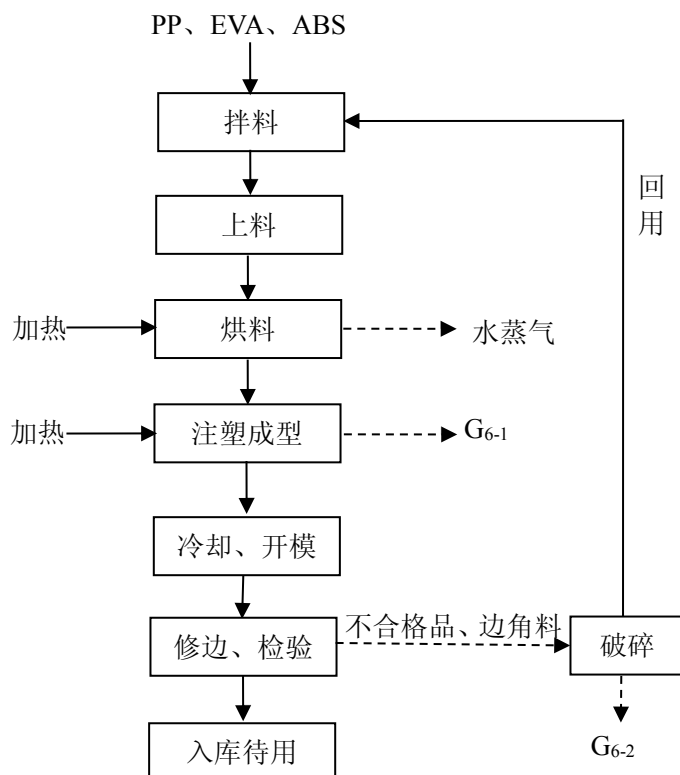 PP、EVA、ABS
拌料
回
用
上料
加热
烘料
水蒸气
加热
注塑成型
G6-1
冷却、开模
不合格品、边角料
修边、检验
破碎
入库待用
G6-2